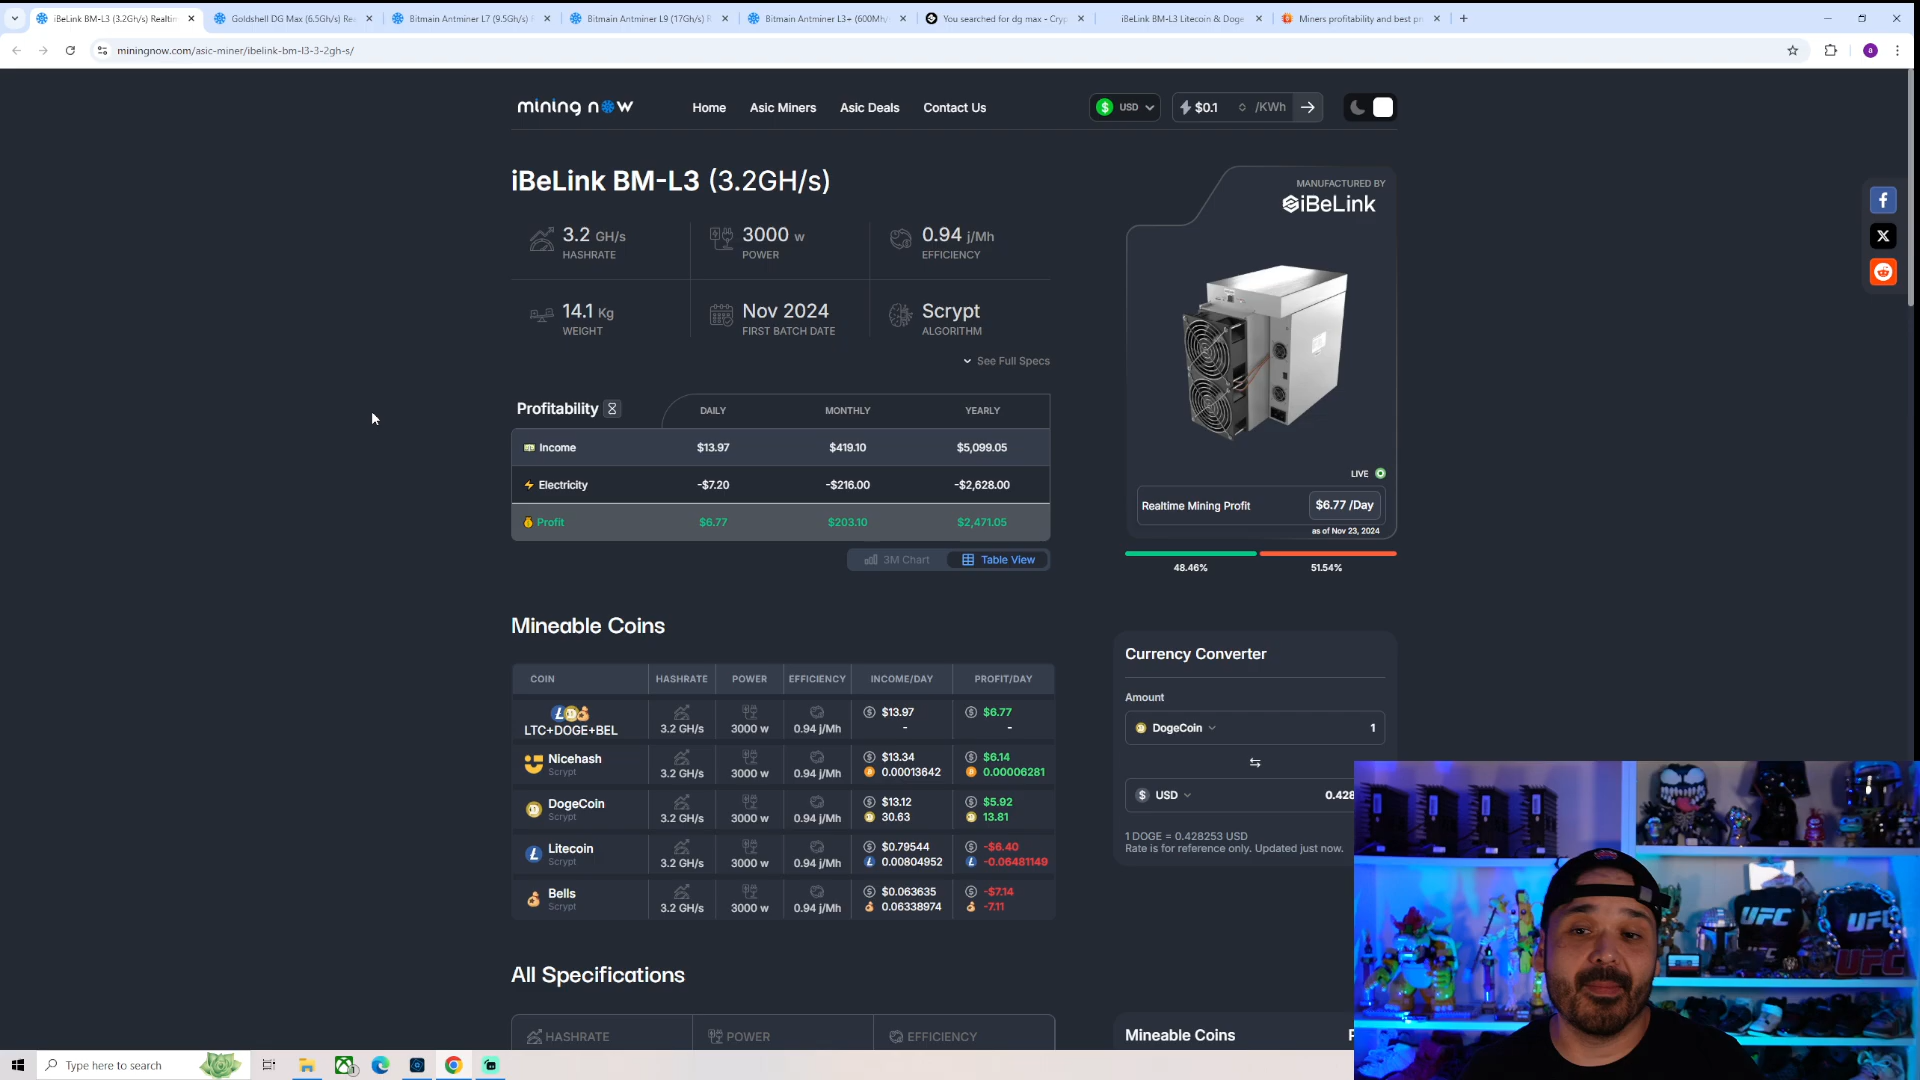 iBeLink BM-L3 (3.2Gh/s) Realtim
Goldshell DG Max (6.5Gh/s) Rea
Bitmain Antminer L7 (9.5Gh/s)
Bitmain Antminer L9 (17Gh/s) R
Bitmain Antminer L3+ (600Mh/
You searched for dg max - Cryp
iBeLink BM-L3 Litecoin & Doge
Miners profitability and best pr
miningnow.com/asic-miner/ibelink-bm-l3-3-2gh-s/
a
mining now
Home
Asic Miners
Asic Deals
Contact Us
USD
$0.1
/KWh
iBeLink BM-L3 (3.2GH/s)
3.2 GH/s
HASHRATE
3000 w
POWER
0.94 j/Mh
EFFICIENCY
14.1 Kg
WEIGHT
Nov 2024
FIRST BATCH DATE
Scrypt
ALGORITHM
See Full Specs
MANUFACTURED BY
iBeLink
LIVE
Realtime Mining Profit
$6.77 /Day
as of Nov 23, 2024
48.46%
51.54%
Profitability
DAILY
MONTHLY
YEARLY
Income
$13.97
$419.10
$5,099.05
Electricity
-$7.20
-$216.00
-$2,628.00
Profit
$6.77
$203.10
$2,471.05
3M Chart
Table View
Mineable Coins
COIN
HASHRATE
POWER
EFFICIENCY
INCOME/DAY
PROFIT/DAY
LTC+DOGE+BEL
3.2 GH/s
3000 w
0.94 j/Mh
$13.97
-
$6.77
-
Nicehash
Scrypt
3.2 GH/s
3000 w
0.94 j/Mh
$13.34
0.00013642
$6.14
0.00006281
DogeCoin
Scrypt
3.2 GH/s
3000 w
0.94 j/Mh
$13.12
30.63
$5.92
13.81
Litecoin
Scrypt
3.2 GH/s
3000 w
0.94 j/Mh
$0.79544
0.00804952
-$6.40
-0.06481149
Bells
Scrypt
3.2 GH/s
3000 w
0.94 j/Mh
$0.063635
0.06338974
-$7.14
-7.11
Currency Converter
Amount
DogeCoin
1
USD
0.428
1 DOGE = 0.428253 USD
Rate is for reference only. Updated just now.
All Specifications
HASHRATE
POWER
EFFICIENCY
Mineable Coins
P
UFC
UFC
UFC
Type here to search